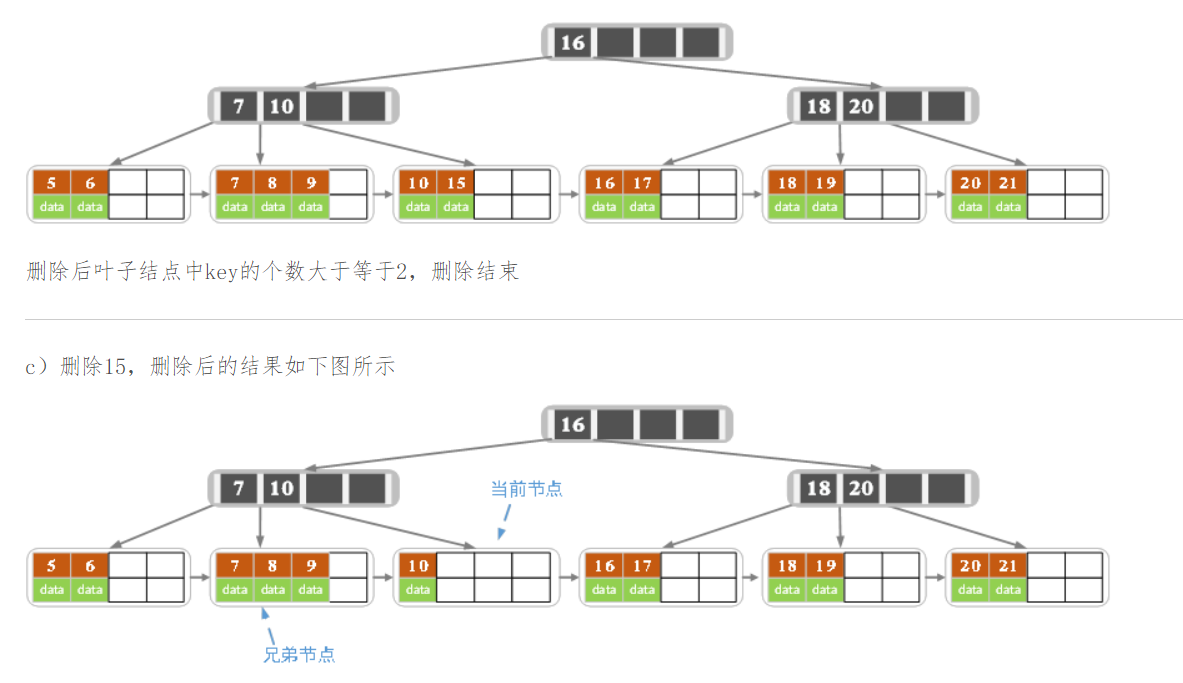 16
7 10
18 20
5 6
7 8 9
10 15
16 17
18 19
20 21
data data
data data data
data data
data data
data data
data data
删除后叶子结点中key的个数大于等于2，删除结束
c）删除15，删除后的结果如下图所示
16
7 10
当前节点
18 20
5 6
7 8 9
10
16 17
18 19
20 21
data data
data data data
data
data data
data data
data data
兄弟节点